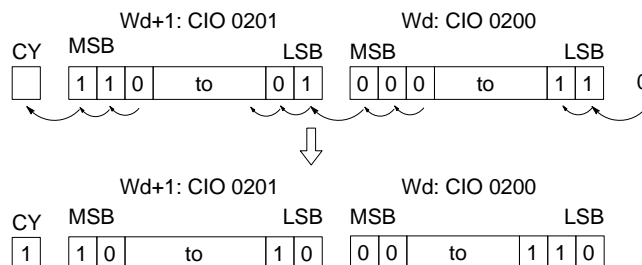 Wd+1: CIO 0201 Wd: CIO 0200
CY MSB LSB MSB LSB
1 1 0 to 0 1 0 0 0 to 1 1 0
Wd+1: CIO 0201 Wd: CIO 0200
CY MSB LSB MSB LSB
1 1 0 to 1 0 0 0 to 1 1 0